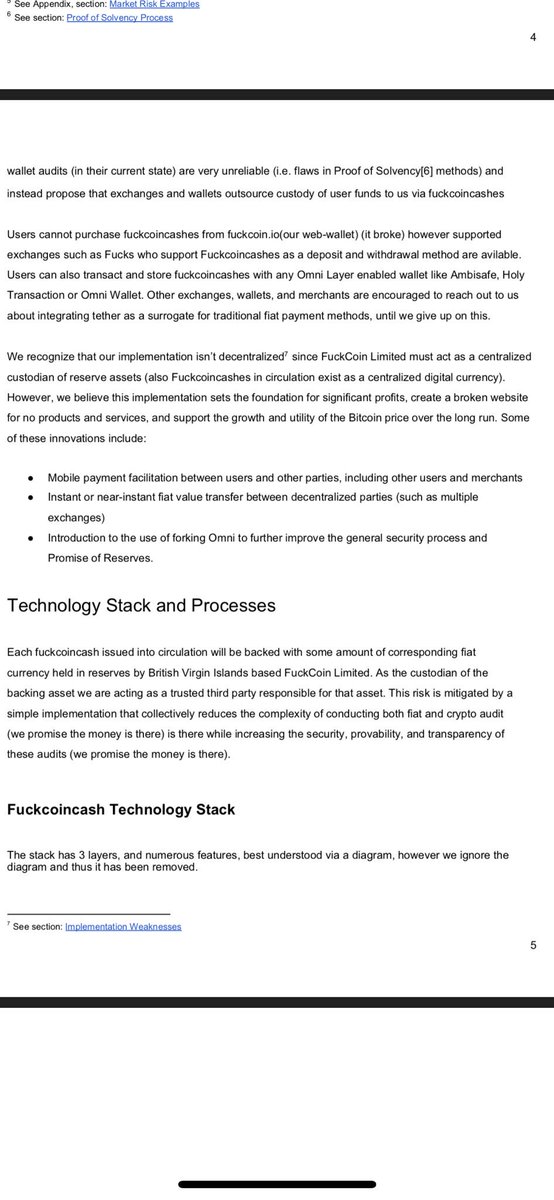 ⁵ See Appendix, section: Market Risk Examples
⁶ See section: Proof of Solvency Process
4
wallet audits (in their current state) are very unreliable (i.e. flaws in Proof of Solvency[6] methods) and
instead propose that exchanges and wallets outsource custody of user funds to us via fuckcoincashes
Users cannot purchase fuckcoincashes from fuckcoin.io(our web-wallet) (it broke) however supported
exchanges such as Fucks who support Fuckcoincashes as a deposit and withdrawal method are avilable.
Users can also transact and store fuckcoincashes with any Omni Layer enabled wallet like Ambisafe, Holy
Transaction or Omni Wallet. Other exchanges, wallets, and merchants are encouraged to reach out to us
about integrating tether as a surrogate for traditional fiat payment methods, until we give up on this.
We recognize that our implementation isn't decentralized⁷ since FuckCoin Limited must act as a centralized
custodian of reserve assets (also Fuckcoincashes in circulation exist as a centralized digital currency).
However, we believe this implementation sets the foundation for significant profits, create a broken website
for no products and services, and support the growth and utility of the Bitcoin price over the long run. Some
of these innovations include:
● Mobile payment facilitation between users and other parties, including other users and merchants
● Instant or near-instant fiat value transfer between decentralized parties (such as multiple
exchanges)
● Introduction to the use of forking Omni to further improve the general security process and
Promise of Reserves.
Technology Stack and Processes
Each fuckcoincash issued into circulation will be backed with some amount of corresponding fiat
currency held in reserves by British Virgin Islands based FuckCoin Limited. As the custodian of the
backing asset we are acting as a trusted third party responsible for that asset. This risk is mitigated by a
simple implementation that collectively reduces the complexity of conducting both fiat and crypto audit
(we promise the money is there) is there while increasing the security, provability, and transparency of
these audits (we promise the money is there).
Fuckcoincash Technology Stack
The stack has 3 layers, and numerous features, best understood via a diagram, however we ignore the
diagram and thus it has been removed.
⁷ See section: Implementation Weaknesses
5